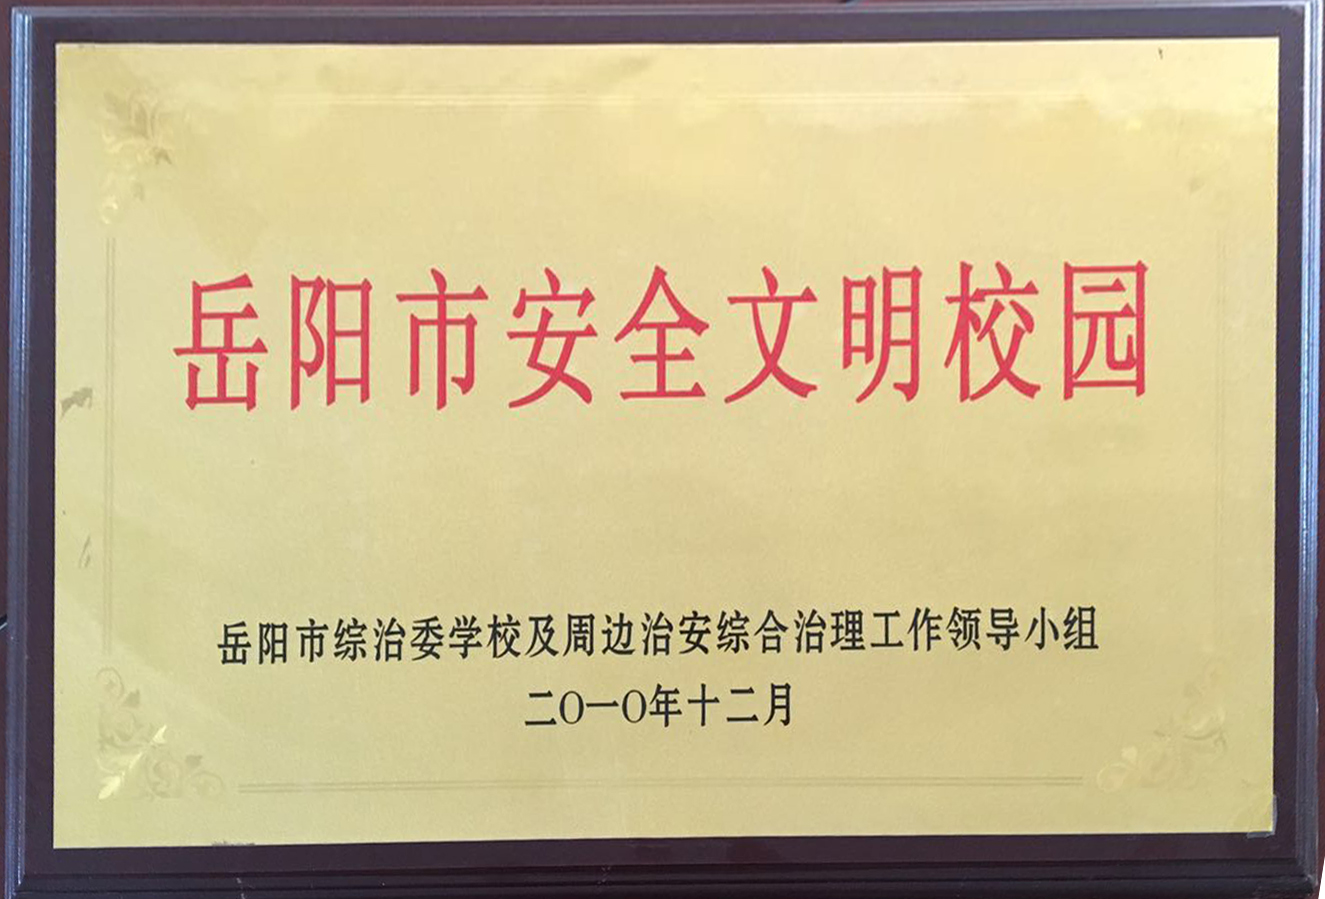 岳阳市安全文明校园
岳阳市综治委学校及周边治安综合治理工作领导小组
二O一O年十二月